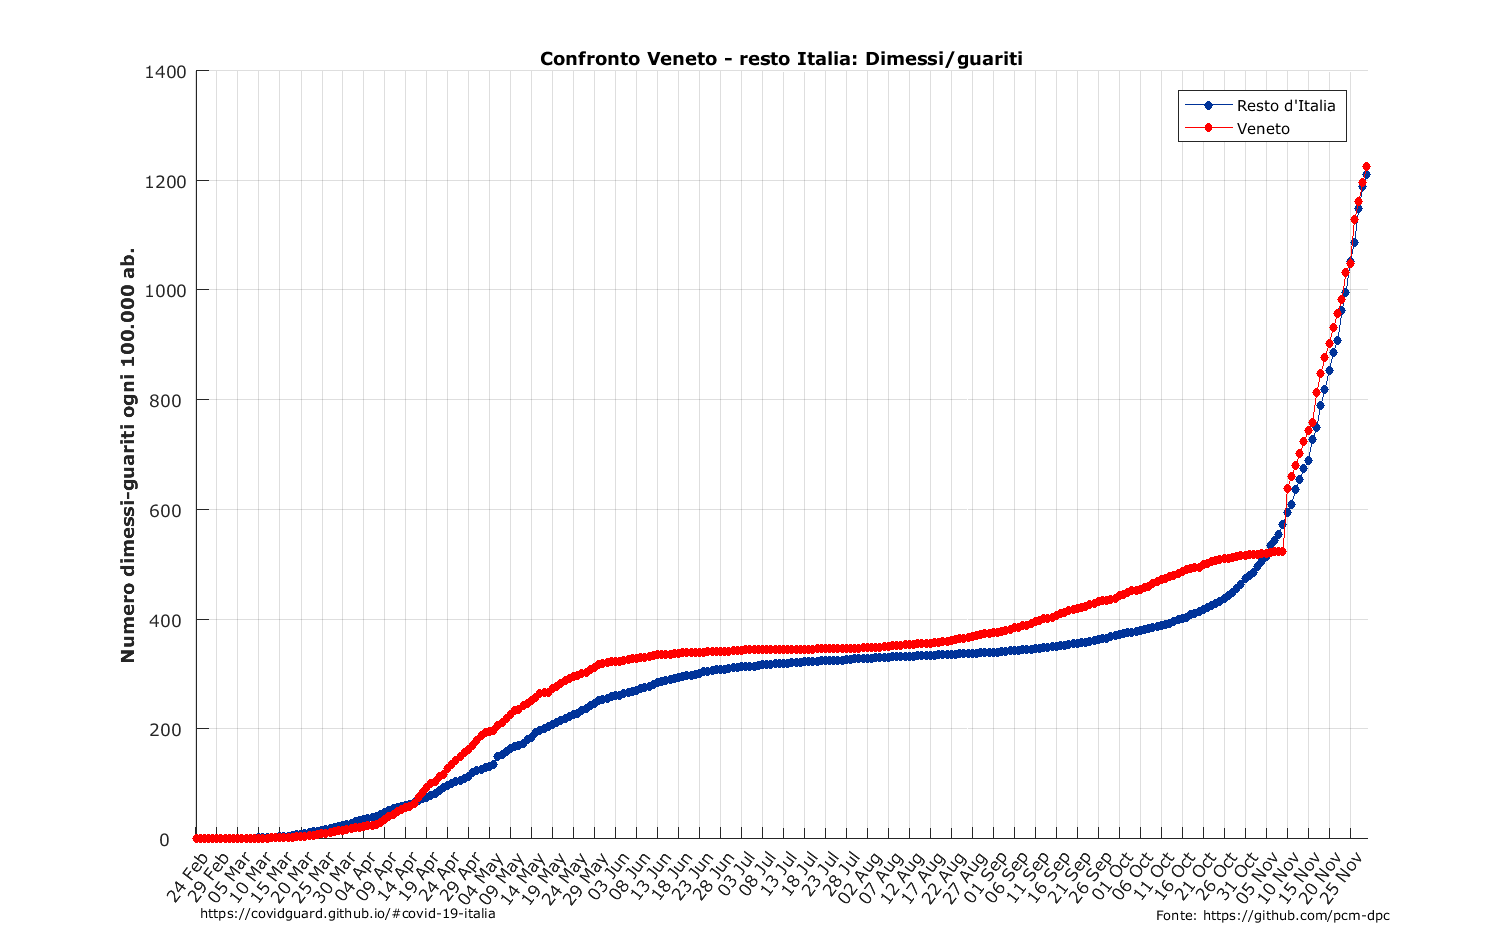 Confronto Veneto - resto Italia: Dimessi/guariti
Numero dimessi-guariti ogni 100.000 ab.
1400
1200
1000
800
600
400
200
0
Resto d'Italia
Veneto
24 Feb
29 Feb
05 Mar
10 Mar
15 Mar
20 Mar
25 Mar
30 Mar
04 Apr
09 Apr
14 Apr
19 Apr
24 Apr
29 Apr
04 May
09 May
14 May
19 May
24 May
29 May
03 Jun
08 Jun
13 Jun
18 Jun
23 Jun
28 Jun
03 Jul
08 Jul
13 Jul
18 Jul
23 Jul
28 Jul
02 Aug
07 Aug
12 Aug
17 Aug
22 Aug
27 Aug
01 Sep
06 Sep
11 Sep
16 Sep
21 Sep
26 Sep
01 Oct
06 Oct
11 Oct
16 Oct
21 Oct
26 Oct
31 Oct
05 Nov
10 Nov
15 Nov
20 Nov
25 Nov
https://covidguard.github.io/#covid-19-italia
Fonte: https://github.com/pcm-dpc